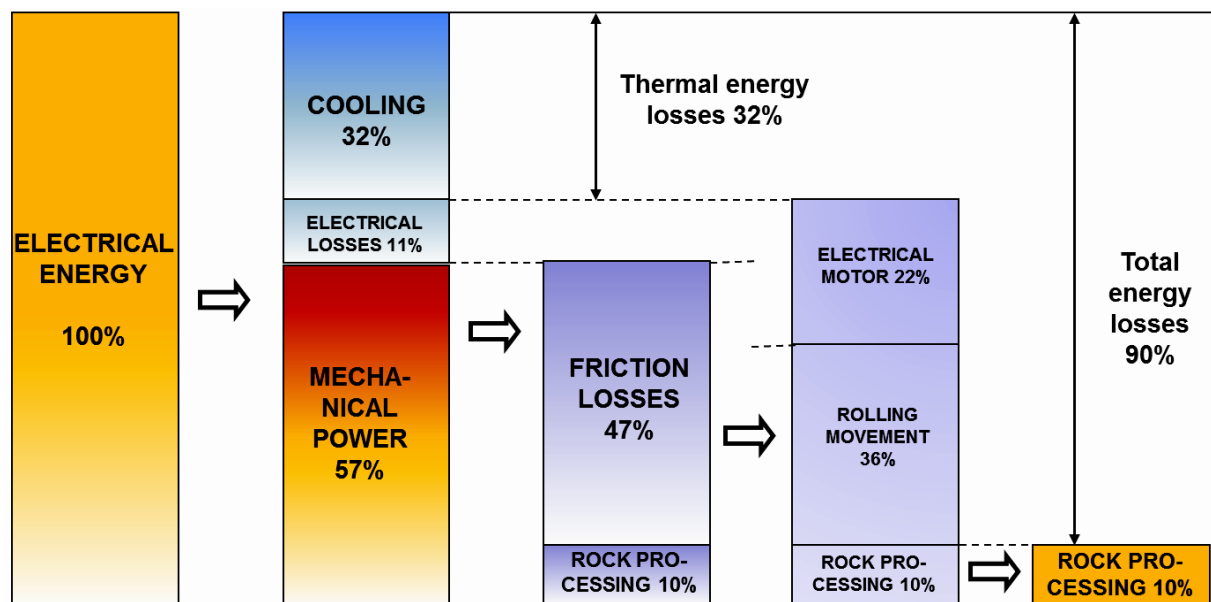 ELECTRICAL
ENERGY
100%
COOLING
32%
ELECTRICAL
LOSSES 11%
MECHA-
NICAL
POWER
57%
FRICTION
LOSSES
47%
ROCK PRO-
CESSING 10%
Thermal energy
losses 32%
ELECTRICAL
MOTOR 22%
ROLLING
MOVEMENT
36%
ROCK PRO-
CESSING 10%
Total
energy
losses
90%
ROCK PRO-
CESSING 10%